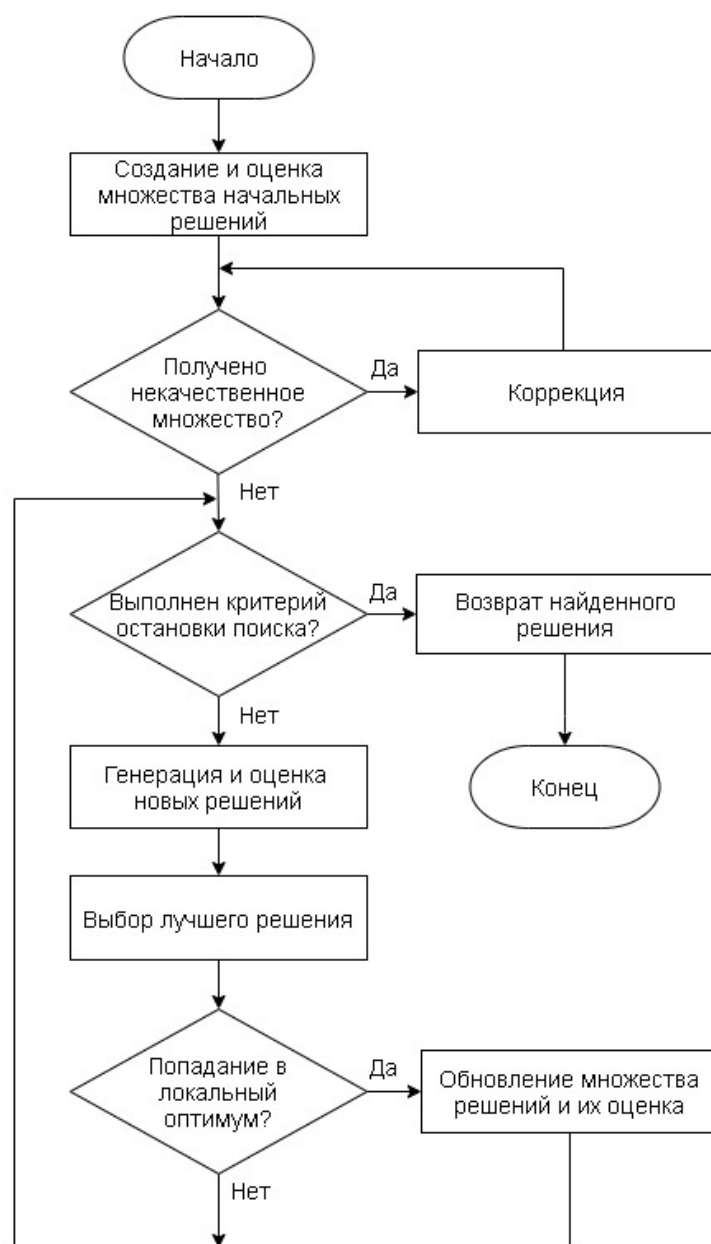 Начало
Создание и оценка
множества начальных
решений
Получено
некачественное
множество?
Да
Коррекция
Нет
Выполнен критерий
остановки поиска?
Да
Возврат найденного
решения
Нет
Генерация и оценка
новых решений
Конец
Выбор лучшего решения
Попадание в
локальный
оптимум?
Да
Обновление множества
решений и их оценка
Нет